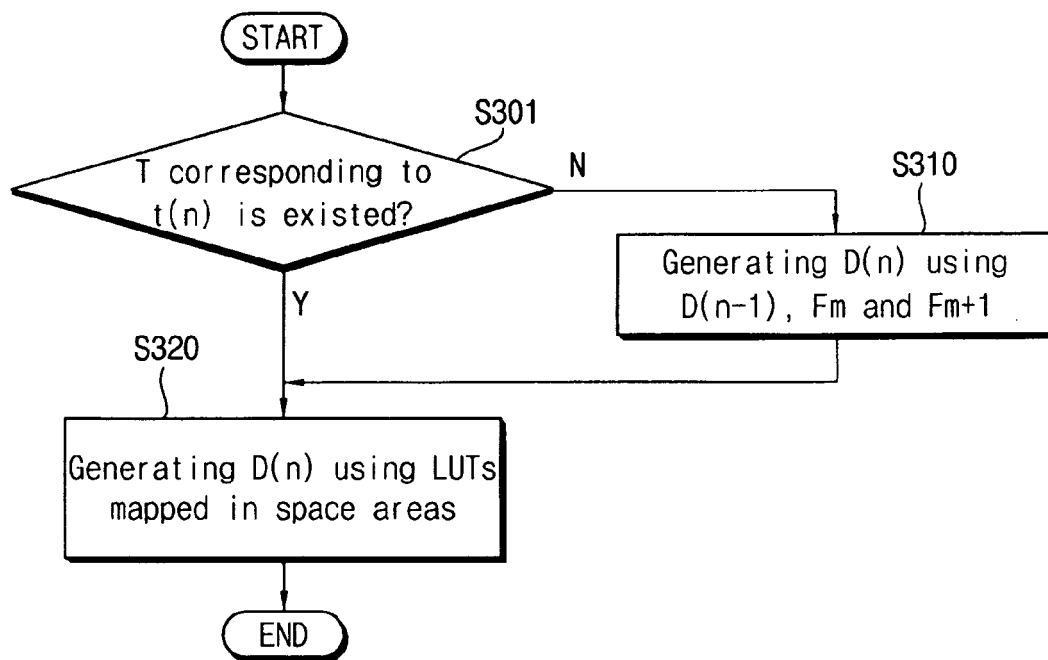 START
S301
T corresponding to
t(n) is existed?
N
S310
Generating D(n) using
D(n-1), Fm and Fm+1
Y
S320
Generating D(n) using LUTs
mapped in space areas
END